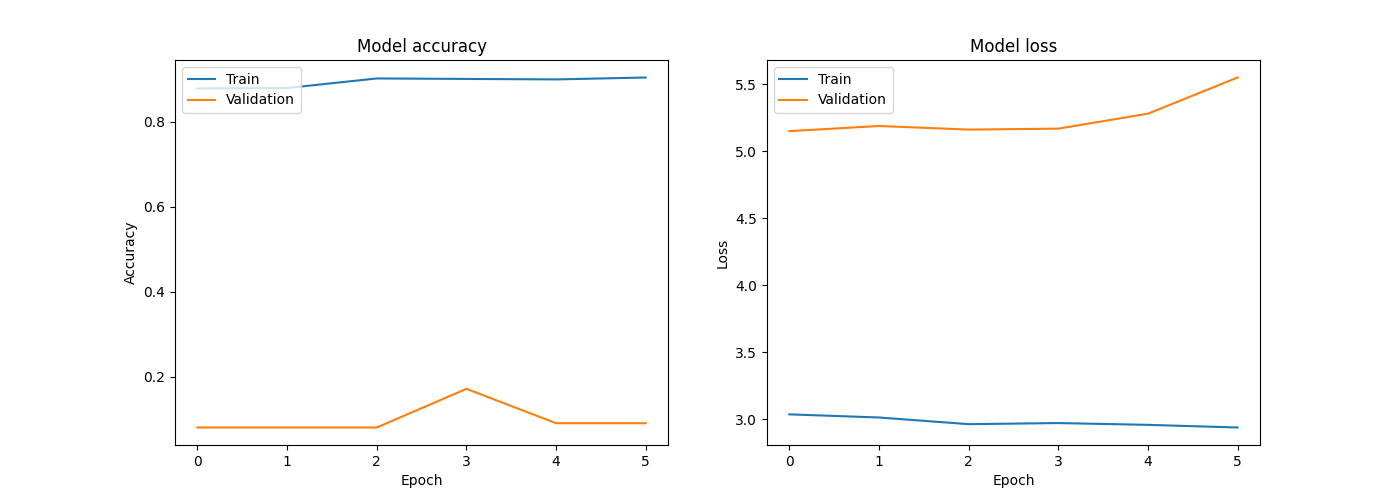 Model accuracy
Train
Validation
0.8
0.6
0.4
0.2
Accuracy
0 1 2 3 4 5
Epoch
Model loss
Train
Validation
5.5
5.0
4.5
4.0
3.5
3.0
Loss
0 1 2 3 4 5
Epoch